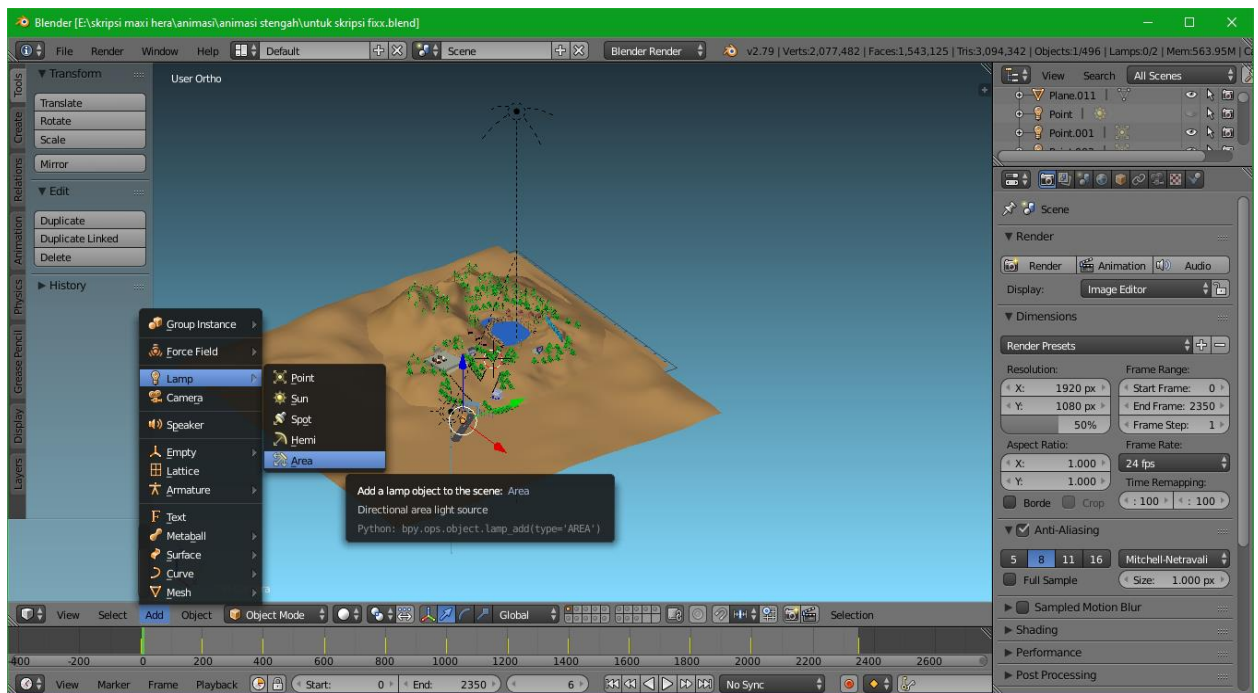 Blender [E:\skripsi maxi hera\animasi\animasi stengah\untuk skripsi fixx.blend]
File Render Window Help Default Scene Blender Render v2.79 | Verts:2,077,482 | Faces:1,543,125 | Tris:3,094,342 | Objects:1/496 | Lamps:0/2 | Mem:563.95M | Ca
Tools
Create
Relations
Animation
Physics
Grease Pencil
Display
Layers
Transform
Translate
Rotate
Scale
Mirror
Edit
Duplicate
Duplicate Linked
Delete
History
User Ortho
Group Instance
Force Field
Lamp
Camera
Speaker
Empty
Lattice
Armature
Text
Metaball
Surface
Curve
Mesh
Point
Sun
Spot
Hemi
Area
Add a lamp object to the scene: Area
Directional area light source
Python: bpy.ops.object.lamp_add(type='AREA')
View Select Add Object Object Mode Global Selection
-400 -200 0 200 400 600 800 1000 1200 1400 1600 1800 2000 2200 2400 2600
View Marker Frame Playback Start: 0 End: 2350 6 No Sync
View Search All Scenes
Plane.011
Point
Point.001
Scene
Render
Render Animation Audio
Display: Image Editor
Dimensions
Render Presets
Resolution: Frame Range:
X: 1920 px Start Frame: 0
Y: 1080 px End Frame: 2350
50% Frame Step: 1
Aspect Ratio: Frame Rate:
X: 1.000 24 fps
Y: 1.000 Time Remapping:
Borde Crop : 100 : 100
Anti-Aliasing
5 8 11 16 Mitchell-Netravali
Full Sample Size: 1.000 px
Sampled Motion Blur
Shading
Performance
Post Processing